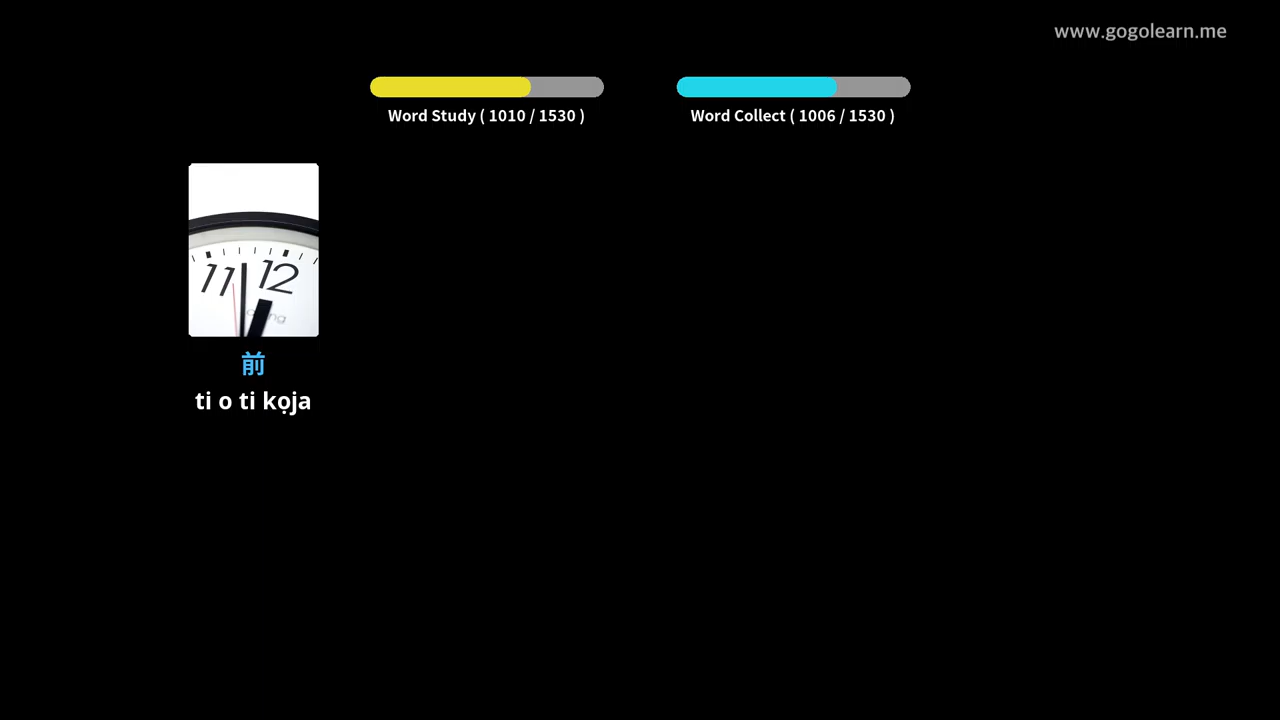 www.gogolearn.me
Word Study ( 1010 / 1530 )
Word Collect ( 1006 / 1530 )
11 12
前
ti o ti kọja